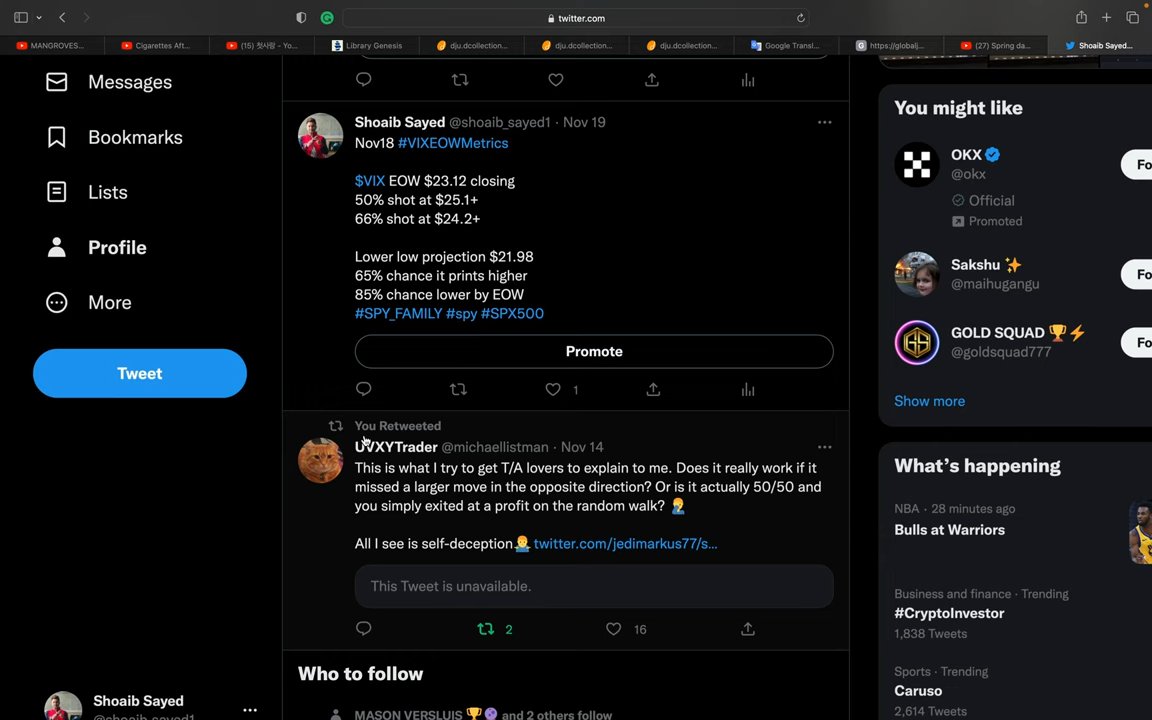 twitter.com
MANGROVES...
Cigarettes Aft...
(15) 첫사랑 - Yo...
Library Genesis
dju.dcollection...
dju.dcollection...
dju.dcollection...
Google Transl...
https://globalj...
(27) Spring da...
Shoaib Sayed...
Messages
Bookmarks
Lists
Profile
More
Tweet
Shoaib Sayed
@shoaib_sayed1
Shoaib Sayed @shoaib_sayed1 · Nov 19
Nov18 #VIXEOWMetrics
$VIX EOW $23.12 closing
50% shot at $25.1+
66% shot at $24.2+
Lower low projection $21.98
65% chance it prints higher
85% chance lower by EOW
#SPY_FAMILY #spy #SPX500
Promote
1
You Retweeted
UVXYTrader @michaellistman · Nov 14
This is what I try to get T/A lovers to explain to me. Does it really work if it
missed a larger move in the opposite direction? Or is it actually 50/50 and
you simply exited at a profit on the random walk? 🤦‍♂️
All I see is self-deception💁‍♂️ twitter.com/jedimarkus77/s...
This Tweet is unavailable.
2
16
Who to follow
MASON VERSLUIS 🏆 and 2 others follow
You might like
OKX
@okx
Official
Promoted
Fo
Sakshu ✨
@maihugangu
Fo
GOLD SQUAD 🏆⚡
@goldsquad777
Fo
Show more
What's happening
NBA · 28 minutes ago
Bulls at Warriors
Business and finance · Trending
#CryptoInvestor
1,838 Tweets
Sports · Trending
Caruso
2,614 Tweets